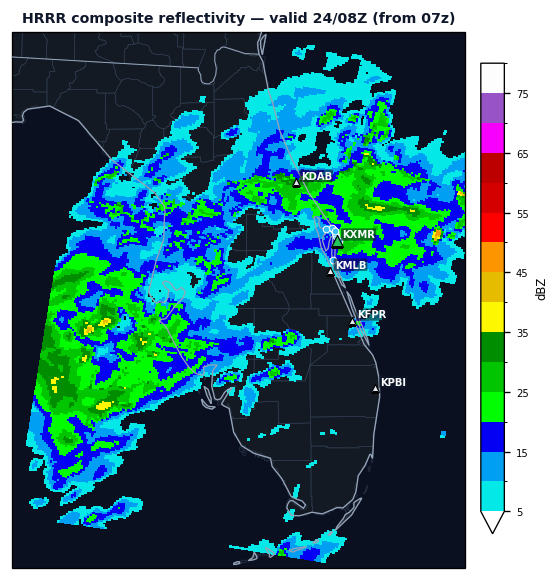 HRRR composite reflectivity — valid 24/08Z (from 07z)
KDAB
KXMR
KMLB
KFPR
KPBI
75
65
55
45
35
25
15
5
dBZ